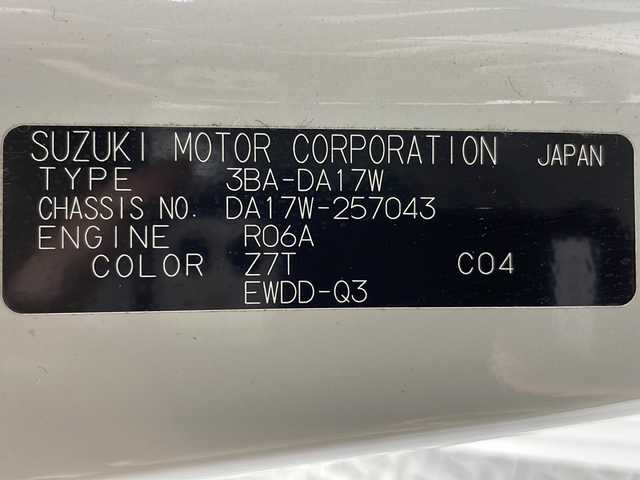 SUZUKI MOTOR CORPORATION JAPAN
TYPE 3BA-DA17W
CHASSIS NO. DA17W-257043
ENGINE R06A
COLOR Z7T C04
EWDD-Q3